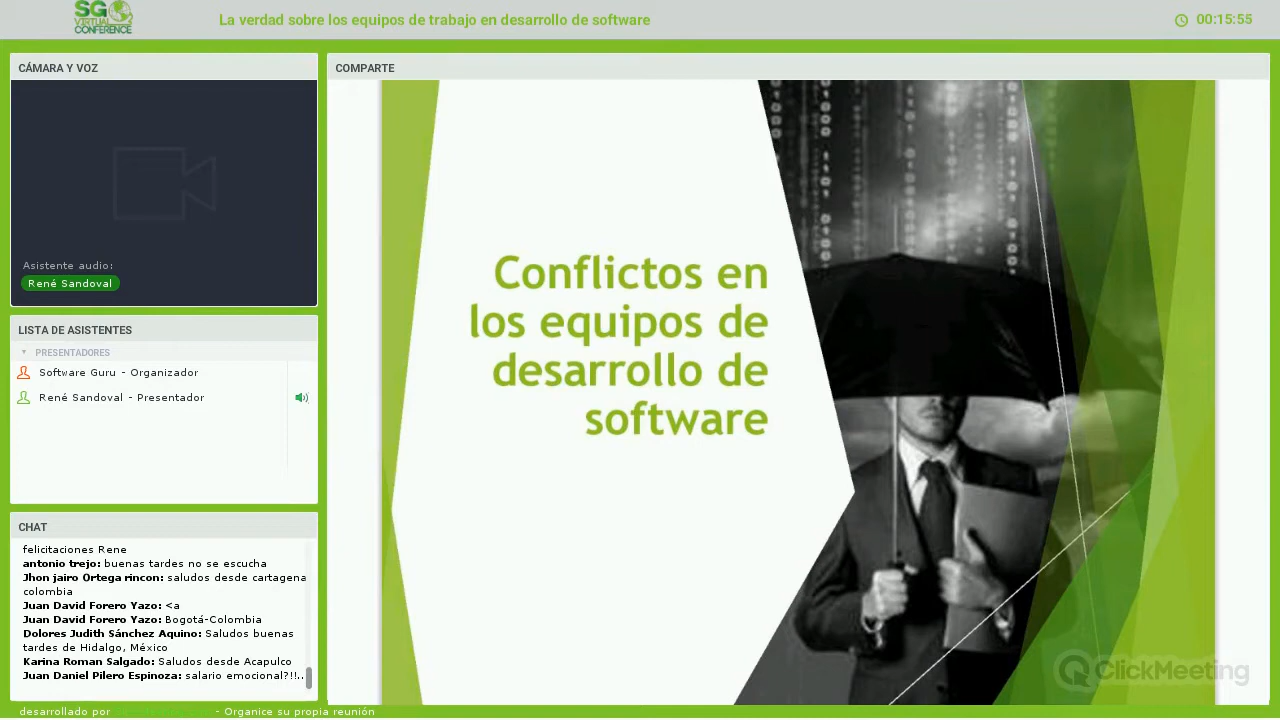 SG
VIRTUAL
CONFERENCE
La verdad sobre los equipos de trabajo en desarrollo de software
00:15:55
CÁMARA Y VOZ
Asistente audio:
René Sandoval
LISTA DE ASISTENTES
PRESENTADORES
Software Guru - Organizador
René Sandoval - Presentador
CHAT
felicitaciones Rene
antonio trejo: buenas tardes no se escucha
Jhon jairo Ortega rincon: saludos desde cartagena
colombia
Juan David Forero Yazo: <a
Juan David Forero Yazo: Bogotá-Colombia
Dolores Judith Sánchez Aquino: Saludos buenas
tardes de Hidalgo, México
Karina Roman Salgado: Saludos desde Acapulco
Juan Daniel Pilero Espinoza: salario emocional?!!..
desarrollado por - Organice su propia reunión
COMPARTE
Conflictos en
los equipos de
desarrollo de
software
ClickMeeting